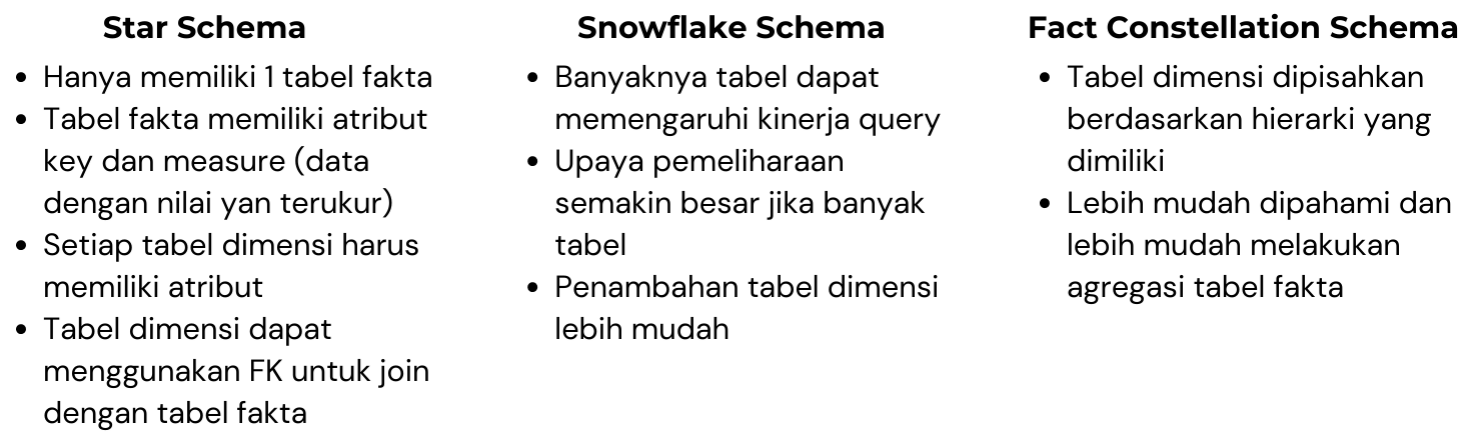 Star Schema
• Hanya memiliki 1 tabel fakta
• Tabel fakta memiliki atribut
key dan measure (data
dengan nilai yan terukur)
• Setiap tabel dimensi harus
memiliki atribut
• Tabel dimensi dapat
menggunakan FK untuk join
dengan tabel fakta
Snowflake Schema
• Banyaknya tabel dapat
memengaruhi kinerja query
• Upaya pemeliharaan
semakin besar jika banyak
tabel
• Penambahan tabel dimensi
lebih mudah
Fact Constellation Schema
• Tabel dimensi dipisahkan
berdasarkan hierarki yang
dimiliki
• Lebih mudah dipahami dan
lebih mudah melakukan
agregasi tabel fakta